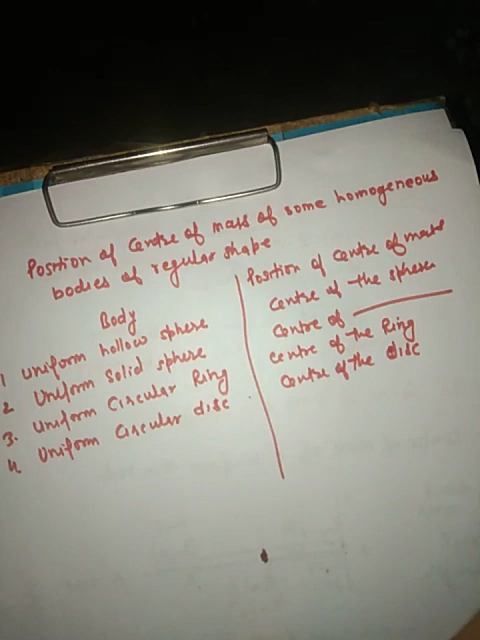 Position of Centre of mass of some homogeneous
bodies of regular shape
Body
1 uniform hollow sphere
2 Uniform Solid sphere
3. Uniform Circular Ring
4 Uniform Circular disc
Position of centre of mass
Centre of the sphere
Centre of
centre of the Ring
Centre of the disc